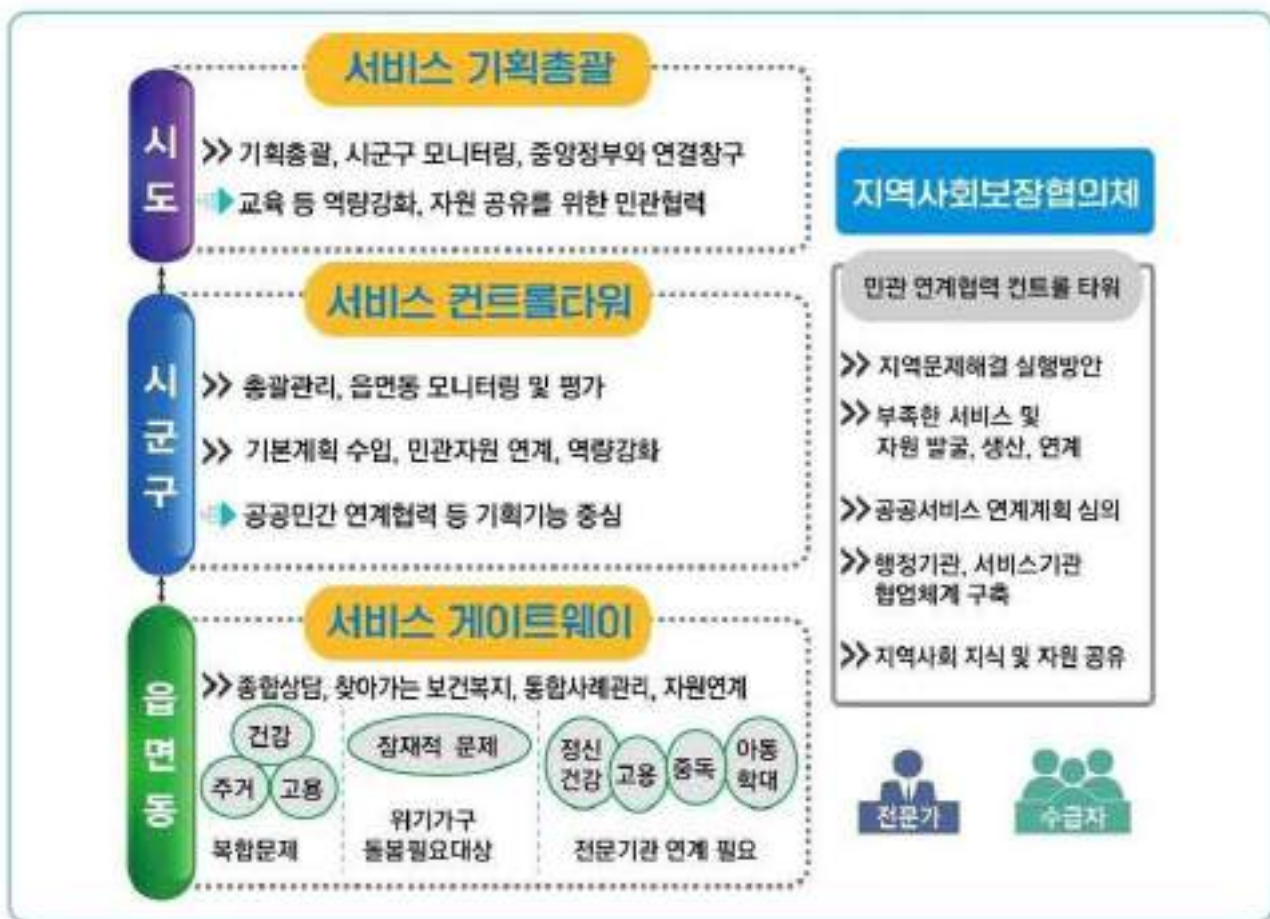 서비스 기획총괄
시도
기획총괄, 시군구 모니터링, 중앙정부와 연결창구
교육 등 역량강화, 자원 공유를 위한 민관협력
서비스 컨트롤타워
시군구
총괄관리, 읍면동 모니터링 및 평가
기본계획 수입, 민관자원 연계, 역량강화
공공민간 연계협력 등 기획기능 중심
서비스 게이트웨이
읍면동
종합상담, 찾아가는 보건복지, 통합사례관리, 자원연계
건강
주거
고용
복합문제
잠재적 문제
위기가구
돌봄필요대상
정신
건강
고용
중독
아동
학대
전문기관 연계 필요
지역사회보장협의체
민관 연계협력 컨트롤 타워
지역문제해결 실행방안
부족한 서비스 및
자원 발굴, 생산, 연계
공공서비스 연계계획 심의
행정기관, 서비스기관
협업체계 구축
지역사회 지식 및 자원 공유
전문가
수급자